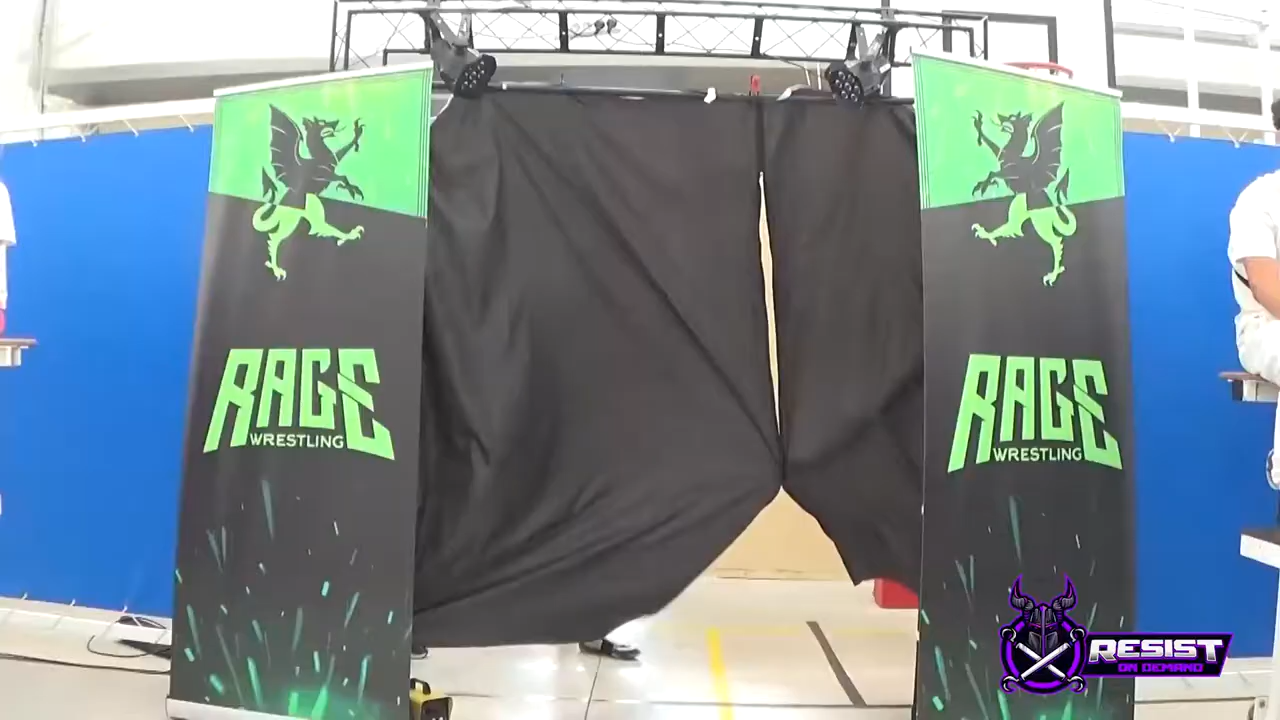 RAGE
WRESTLING
RAGE
WRESTLING
RESIST
ON DEMAND